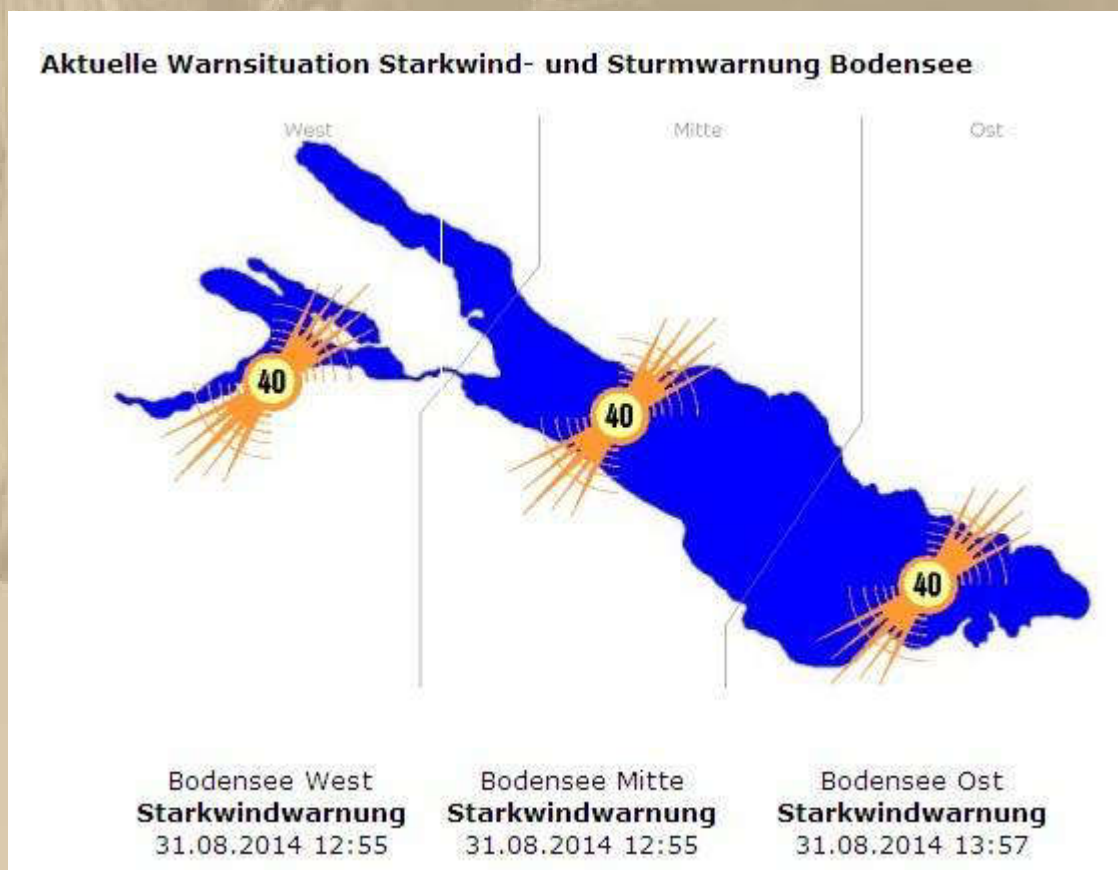 Aktuelle Warnsituation Starkwind- und Sturmwarnung Bodensee
West
Mitte
Ost
40
40
40
Bodensee West
Starkwindwarnung
31.08.2014 12:55
Bodensee Mitte
Starkwindwarnung
31.08.2014 12:55
Bodensee Ost
Starkwindwarnung
31.08.2014 13:57